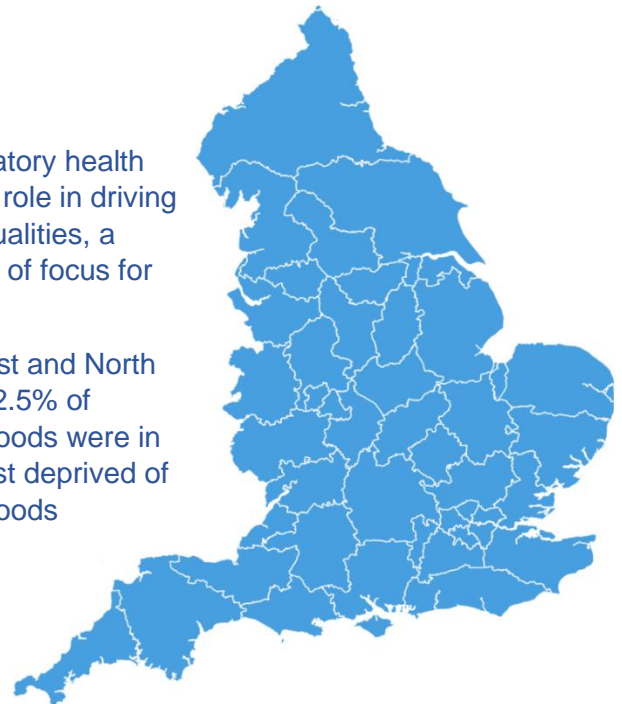 atory health
role in driving
ualities, a
of focus for
st and North
2.5% of
oods were in
st deprived of
oods